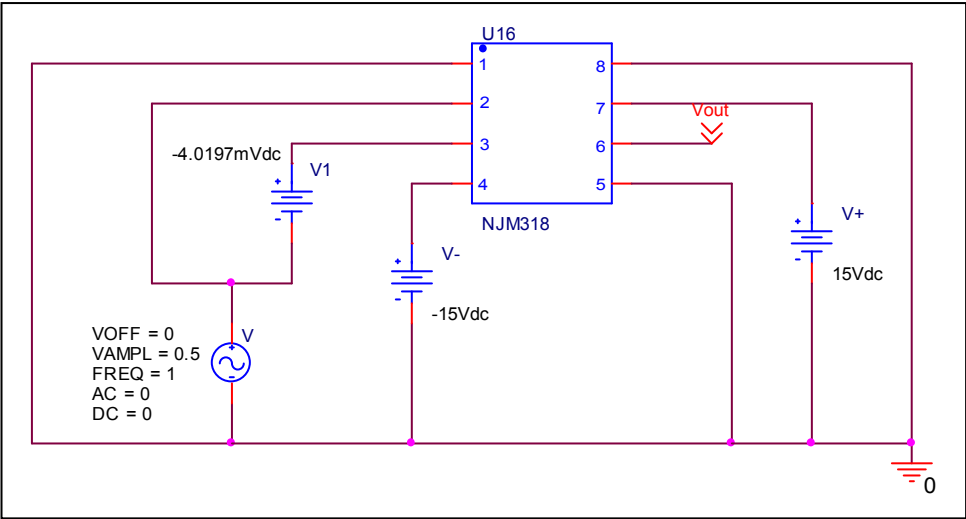 U16
1
8
2
7
Vout
-4.0197mVdc
3
6
V1
4
5
NJM318
V+
V-
15Vdc
-15Vdc
VOFF = 0
V
VAMPL = 0.5
FREQ = 1
AC = 0
DC = 0
0
+
-
+
-
+
-
+
-